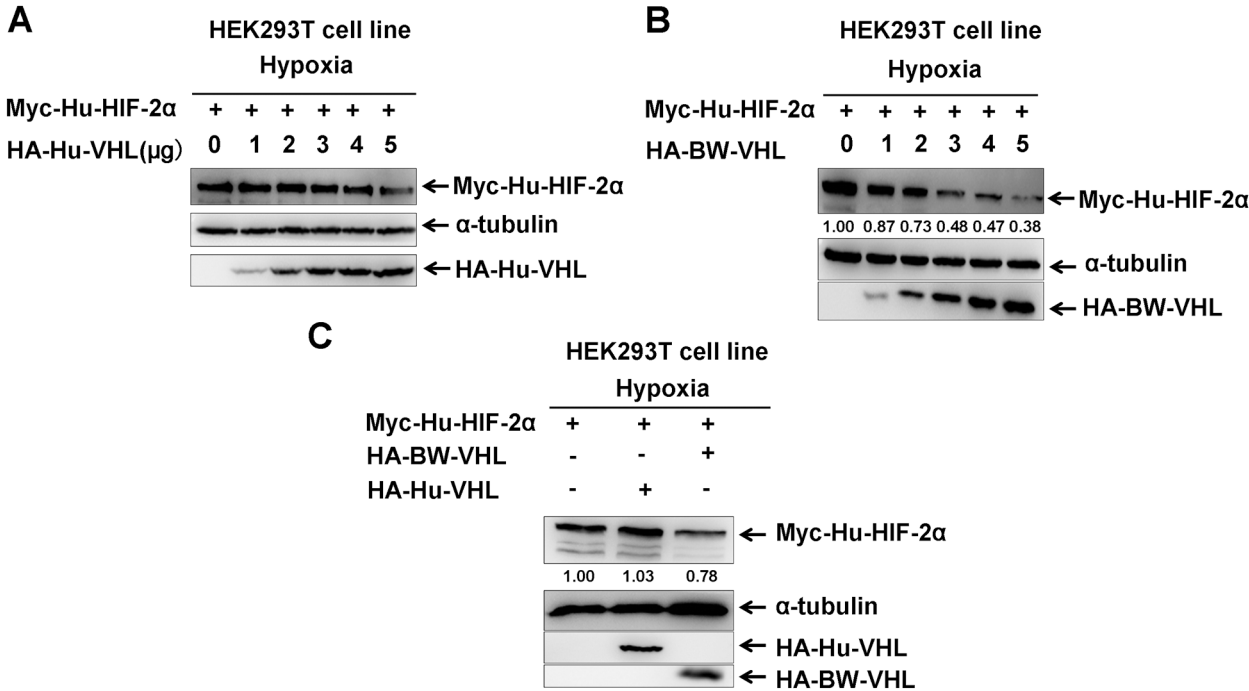 A
HEK293T cell line
Hypoxia
Myc-Hu-HIF-2α + + + + + +
HA-Hu-VHL(μg) 0 1 2 3 4 5
Myc-Hu-HIF-2α
α-tubulin
HA-Hu-VHL
B
HEK293T cell line
Hypoxia
Myc-Hu-HIF-2α + + + + + +
HA-BW-VHL 0 1 2 3 4 5
Myc-Hu-HIF-2α
1.00 0.87 0.73 0.48 0.47 0.38
α-tubulin
HA-BW-VHL
C
HEK293T cell line
Hypoxia
Myc-Hu-HIF-2α + + +
HA-BW-VHL - - +
HA-Hu-VHL - + -
Myc-Hu-HIF-2α
1.00 1.03 0.78
α-tubulin
HA-Hu-VHL
HA-BW-VHL